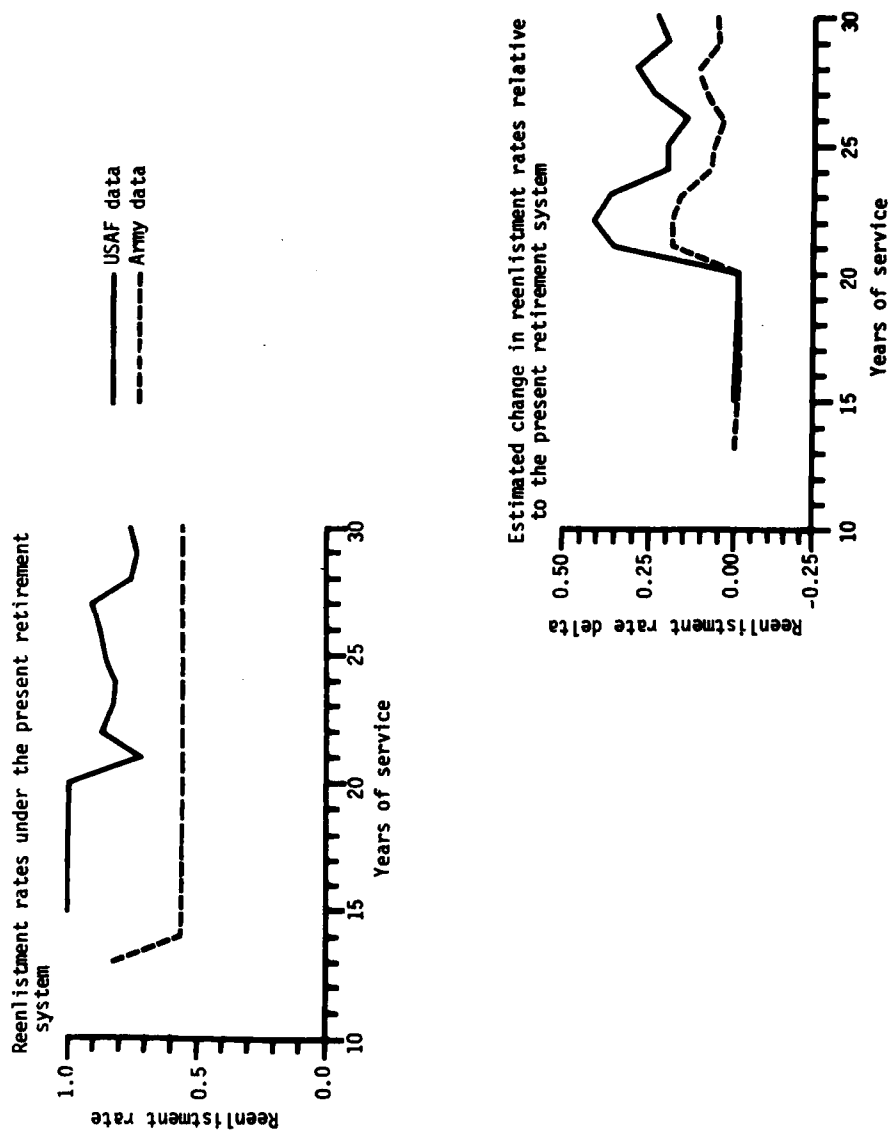 Reenlistment rates under the present retirement
system
1.0
0.5
0.0
Reenlistment rate
10
15
20
25
30
Years of service
USAF data
Army data
Estimated change in reenlistment rates relative
to the present retirement system
0.50
0.25
0.00
-0.25
Reenlistment rate delta
10
15
20
25
30
Years of service